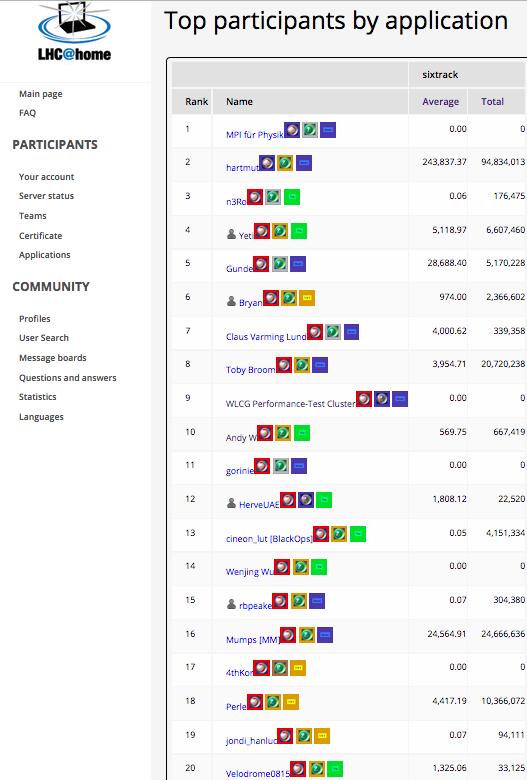 LHC@home
Main page
FAQ
PARTICIPANTS
Your account
Server status
Teams
Certificate
Applications
COMMUNITY
Profiles
User Search
Message boards
Questions and answers
Statistics
Languages
Top participants by application
sixtrack
Rank Name Average Total
1 MPI für Physik 0.00 0
2 hartmut 243,837.37 94,834,013
3 n3Ro 0.06 176,475
4 Yeti 5,118.97 6,607,460
5 Gunde 28,688.40 5,170,228
6 Bryan 974.00 2,366,602
7 Claus Varming Lund 4,000.62 339,358
8 Toby Broom 3,954.71 20,720,238
9 WLCG Performance-Test Cluster 0.00 0
10 Andy W 569.75 667,419
11 gorinie 0.00 0
12 HerveUAE 1,808.12 22,520
13 cineon_lut [BlackOps] 0.05 4,151,334
14 Wenjing Wu 0.00 0
15 rbpeake 0.07 304,380
16 Mumps [MM] 24,564.91 24,666,636
17 4thKor 0.00 0
18 Perle 4,417.19 10,366,072
19 jondi_hanluc 0.07 94,111
20 Velodrome0815 1,325.06 33,125